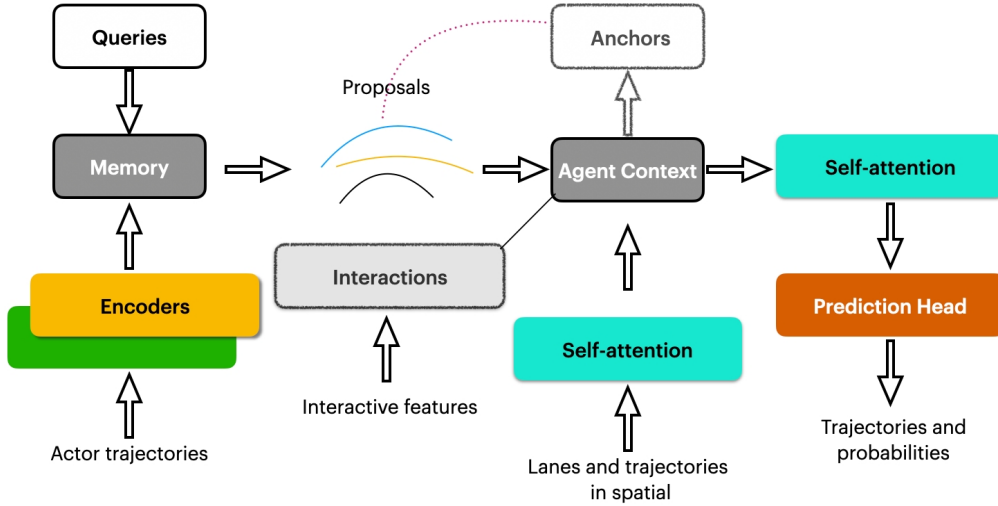 Queries
Anchors
Proposals
Memory
Agent Context
Self-attention
Interactions
Encoders
Prediction Head
Self-attention
Interactive features
Actor trajectories
Lanes and trajectories
in spatial
Trajectories and
probabilities